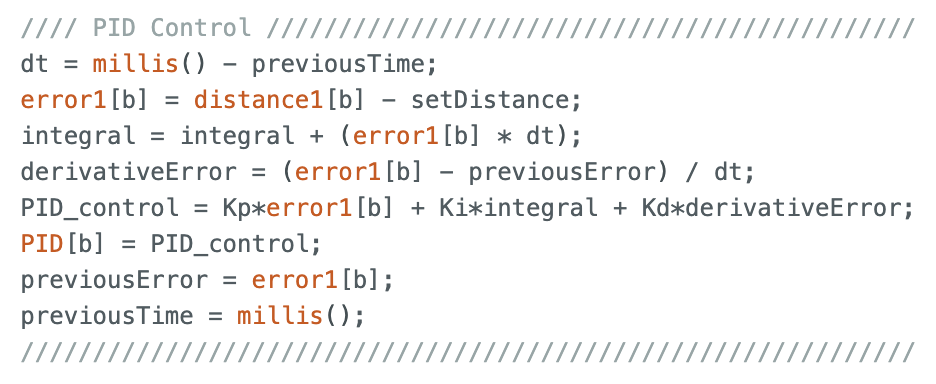 //// PID Control /////////////////////////////////////////////
dt = millis() - previousTime;
error1[b] = distance1[b] - setDistance;
integral = integral + (error1[b] * dt);
derivativeError = (error1[b] - previousError) / dt;
PID_control = Kp*error1[b] + Ki*integral + Kd*derivativeError;
PID[b] = PID_control;
previousError = error1[b];
previousTime = millis();
//////////////////////////////////////////////////////////////